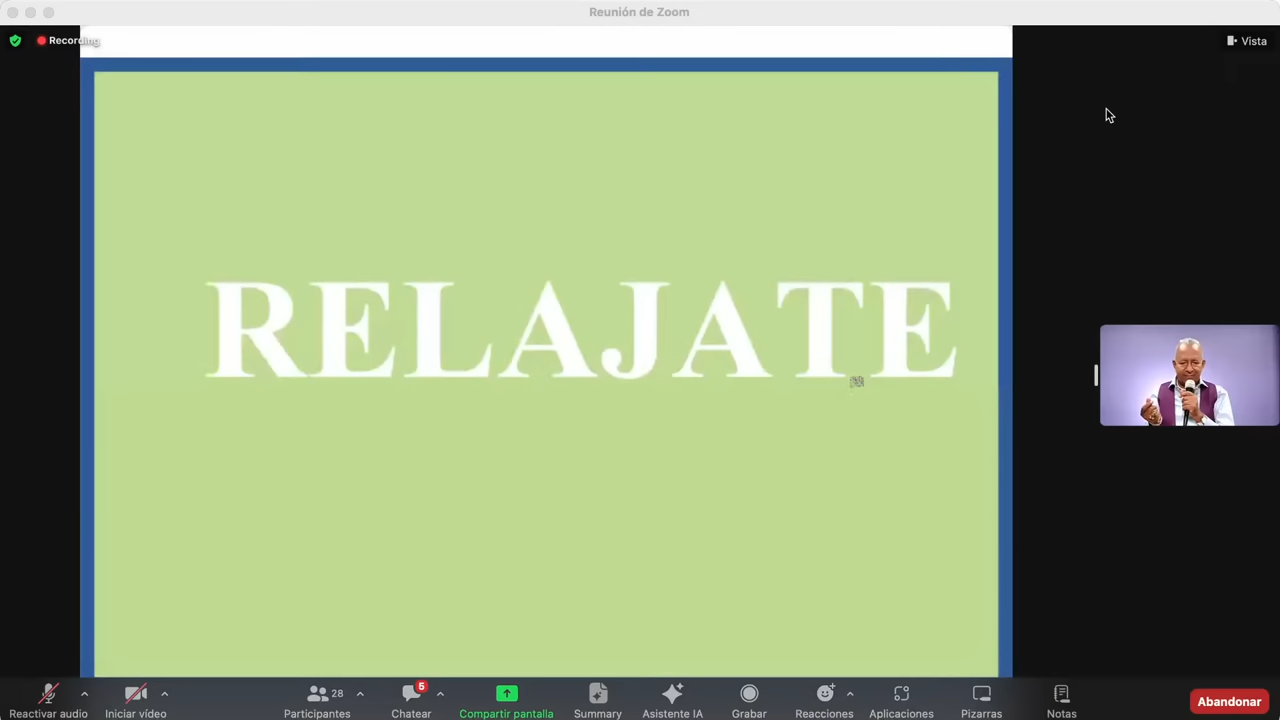 Reunión de Zoom
Recording
Vista
RELAJATE
Reactivar audio
Iniciar vídeo
28
Participantes
5
Chatear
Compartir pantalla
Summary
Asistente IA
Grabar
Reacciones
Aplicaciones
Pizarras
Notas
Abandonar